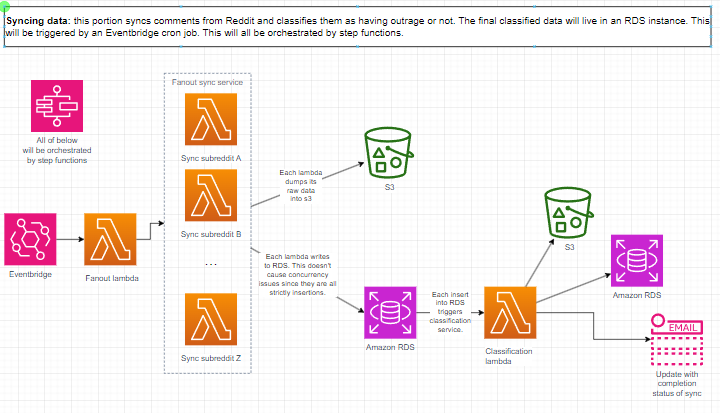 Syncing data: this portion syncs comments from Reddit and classifies them as having outrage or not. The final classified data will live in an RDS instance. This
will be triggered by an Eventbridge cron job. This will all be orchestrated by step functions.
Fanout sync service
All of below
will be orchestrated
by step functions
Sync subreddit A
Each lambda
dumps its
raw data
into s3
S3
Sync subreddit B
Eventbridge
Fanout lambda
...
Each lambda writes
to RDS. This doesn't
cause concurrency
issues since they are all
strictly insertions.
Sync subreddit Z
Amazon RDS
Each insert
into RDS
triggers
classification
service.
Classification
lambda
S3
Amazon RDS
EMAIL
Update with
completion
status of sync